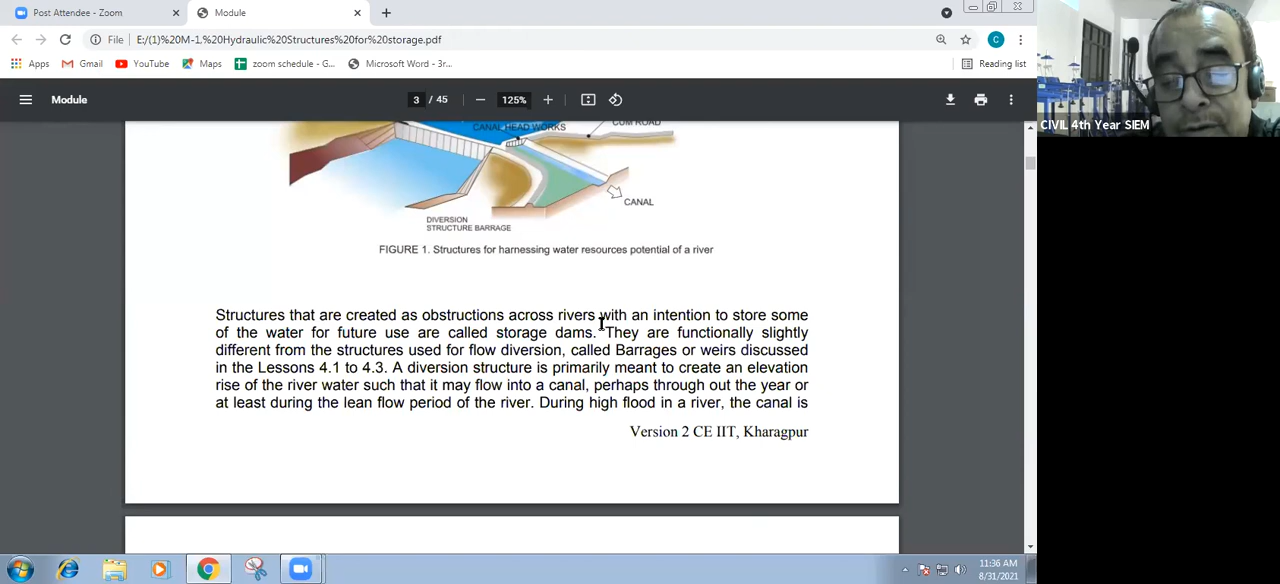 Post Attendee - Zoom
Module
File
E:/(1)%20M-1.%20Hydraulic%20Structures%20for%20storage.pdf
C
Apps
Gmail
YouTube
Maps
zoom schedule - G...
Microsoft Word - 3r...
Reading list
Module
3 / 45
125%
CIVIL 4th Year SIEM
CANAL HEAD WORKS
COM ROAD
CANAL
DIVERSION
STRUCTURE BARRAGE
FIGURE 1. Structures for harnessing water resources potential of a river
Structures that are created as obstructions across rivers with an intention to store some
of the water for future use are called storage dams. They are functionally slightly
different from the structures used for flow diversion, called Barrages or weirs discussed
in the Lessons 4.1 to 4.3. A diversion structure is primarily meant to create an elevation
rise of the river water such that it may flow into a canal, perhaps through out the year or
at least during the lean flow period of the river. During high flood in a river, the canal is
Version 2 CE IIT, Kharagpur
11:36 AM
8/31/2021